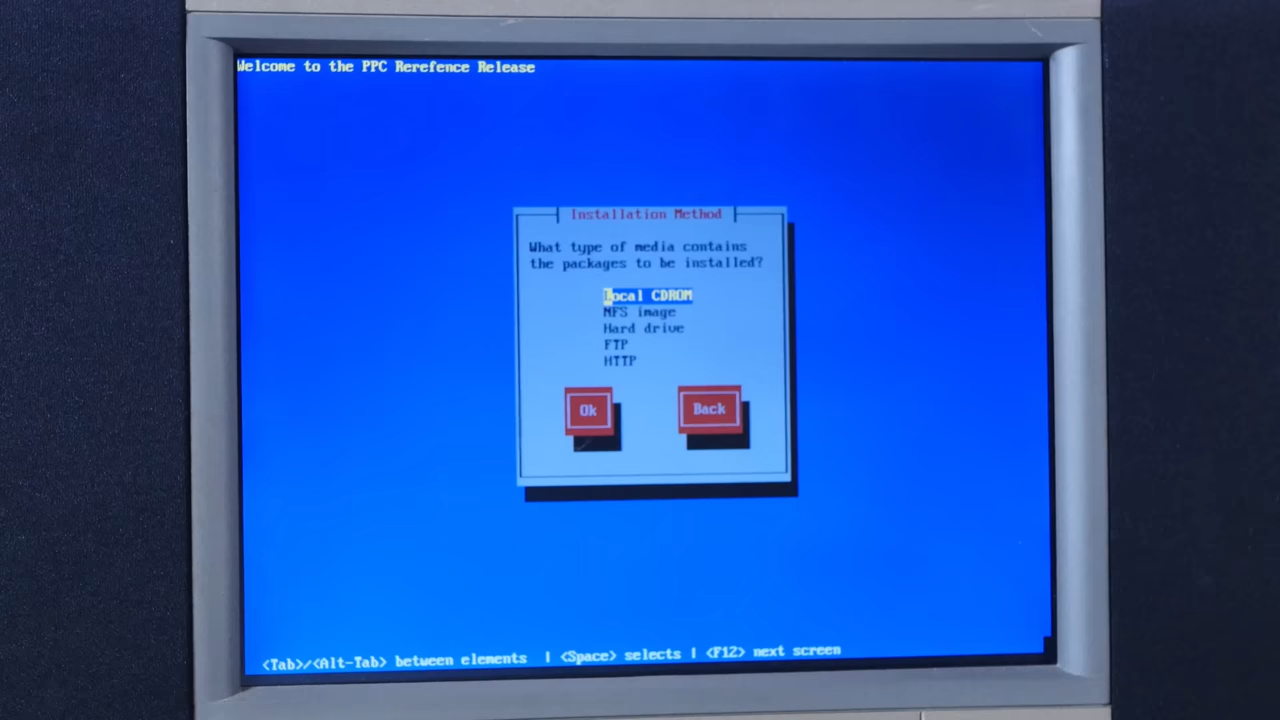 Welcome to the PPC Rerefence Release
Installation Method
What type of media contains
the packages to be installed?
Local CDROM
NFS image
Hard drive
FTP
HTTP
Ok Back
<Tab>/<Alt-Tab> between elements | <Space> selects | <F12> next screen